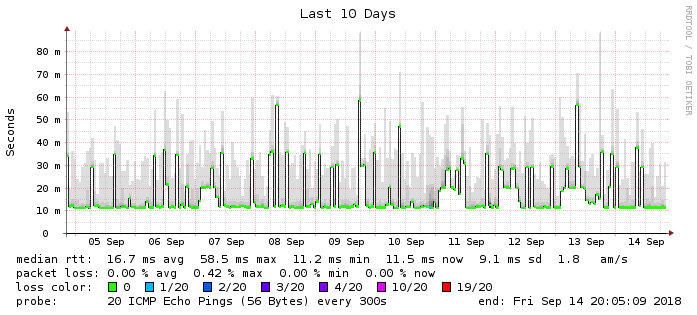 Last 10 Days
RRDTOOL / TOBI OETIKER
Seconds
80 m
70 m
60 m
50 m
40 m
30 m
20 m
10 m
0
05 Sep 06 Sep 07 Sep 08 Sep 09 Sep 10 Sep 11 Sep 12 Sep 13 Sep 14 Sep
median rtt: 16.7 ms avg 58.5 ms max 11.2 ms min 11.5 ms now 9.1 ms sd 1.8 am/s
packet loss: 0.00 % avg 0.42 % max 0.00 % min 0.00 % now
loss color: 0 1/20 2/20 3/20 4/20 10/20 19/20
probe: 20 ICMP Echo Pings (56 Bytes) every 300s end: Fri Sep 14 20:05:09 2018